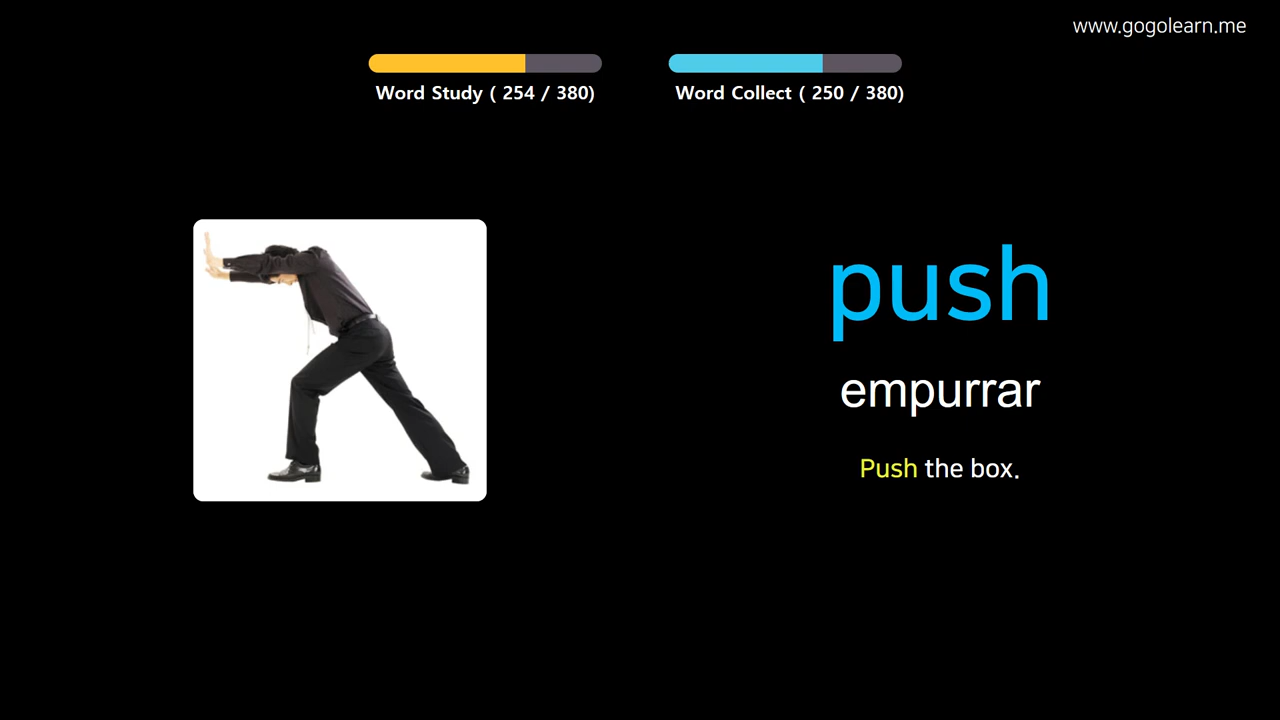 www.gogolearn.me
Word Study ( 254 / 380)
Word Collect ( 250 / 380)
push
empurrar
Push the box.